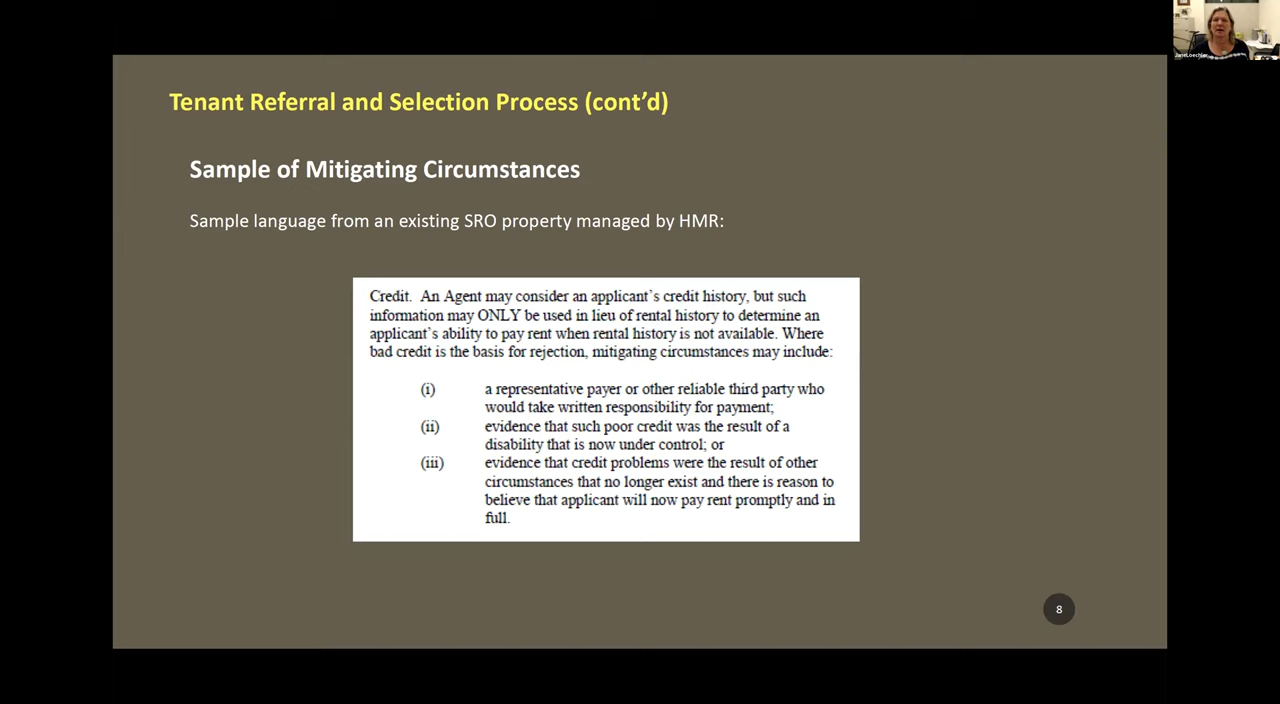 JaneLoechler
Tenant Referral and Selection Process (cont’d)
Sample of Mitigating Circumstances
Sample language from an existing SRO property managed by HMR:
Credit. An Agent may consider an applicant’s credit history, but such
information may ONLY be used in lieu of rental history to determine an
applicant’s ability to pay rent when rental history is not available. Where
bad credit is the basis for rejection, mitigating circumstances may include:
(i) a representative payer or other reliable third party who
would take written responsibility for payment;
(ii) evidence that such poor credit was the result of a
disability that is now under control; or
(iii) evidence that credit problems were the result of other
circumstances that no longer exist and there is reason to
believe that applicant will now pay rent promptly and in
full.
8